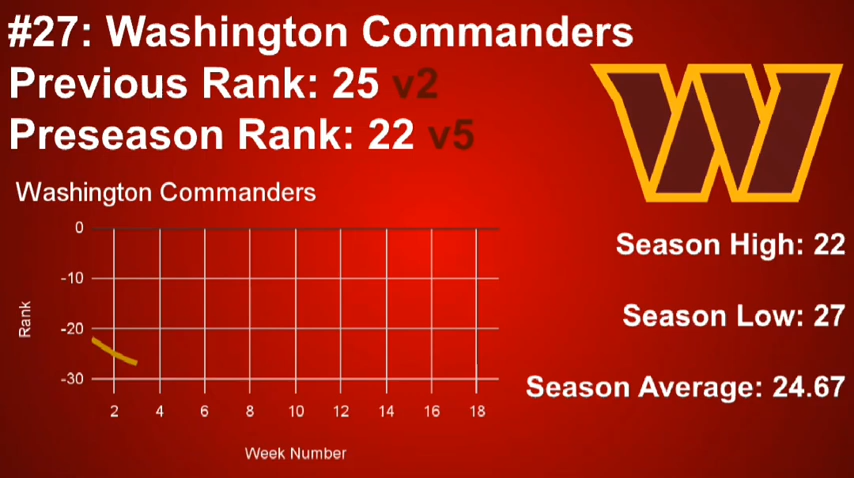 #27: Washington Commanders
Previous Rank: 25 v2
Preseason Rank: 22 v5
Washington Commanders
0
-10
-20
-30
Rank
2 4 6 8 10 12 14 16 18
Week Number
W
Season High: 22
Season Low: 27
Season Average: 24.67